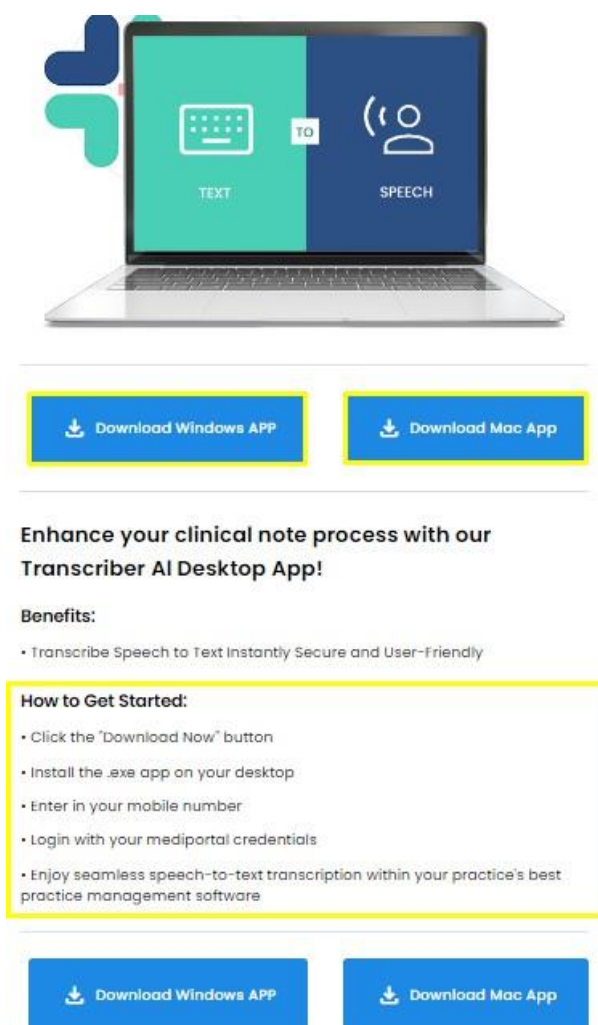 TEXT
TO
SPEECH
Download Windows APP
Download Mac App
Enhance your clinical note process with our
Transcriber AI Desktop App!
Benefits:
• Transcribe Speech to Text Instantly Secure and User-Friendly
How to Get Started:
• Click the "Download Now" button
• Install the .exe app on your desktop
• Enter in your mobile number
• Login with your mediportal credentials
• Enjoy seamless speech-to-text transcription within your practice's best
practice management software
Download Windows APP
Download Mac App